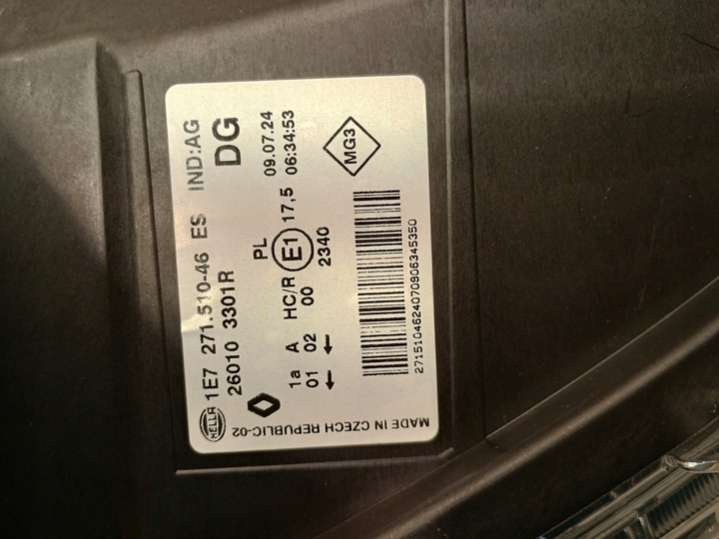 HELLA 1E7 271.510-46 ES IND:AG
26010 3301R DG
1a A HC/R PL 09.07.24
01 02 00 E1 17,5 06:34:53
← ← 2340
MG3
2715104624070906345350
MADE IN CZECH REPUBLIC-02